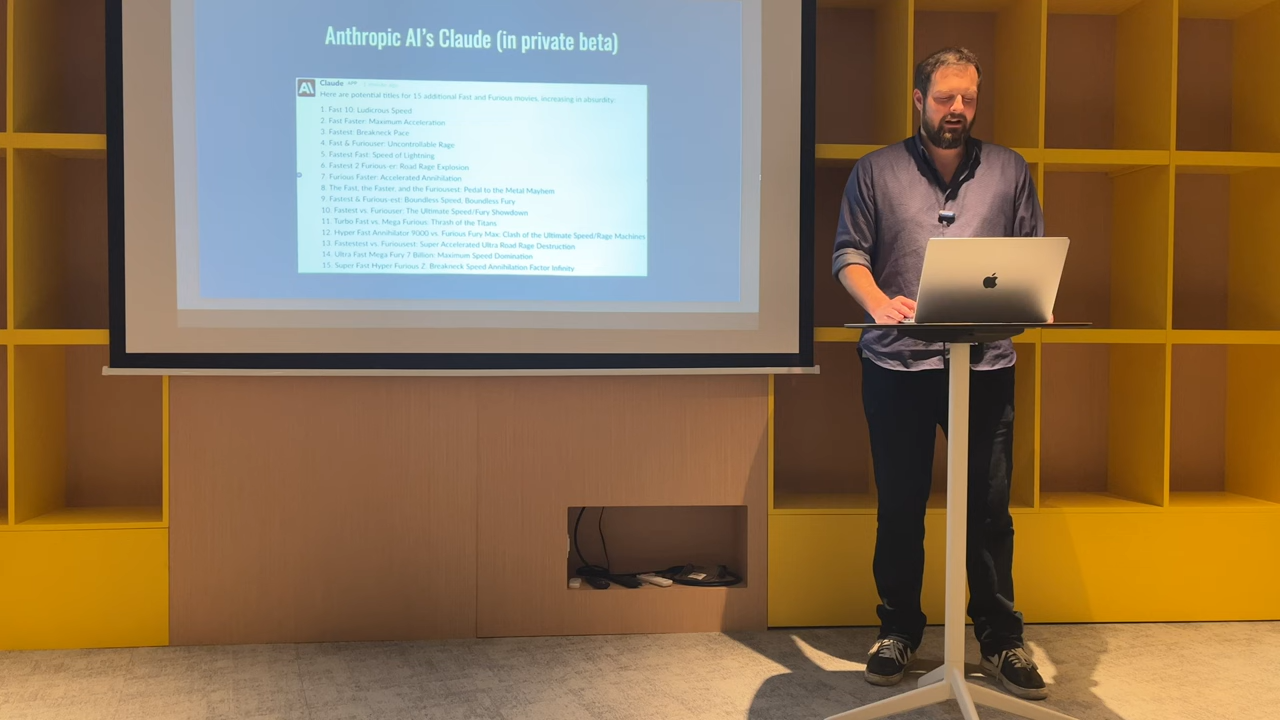 Anthropic AI's Claude (in private beta)
Claude APP
Here are potential titles for 15 additional Fast and Furious movies, increasing in absurdity:
1. Fast 10: Ludicrous Speed
2. Fast Faster: Maximum Acceleration
3. Fastest: Breakneck Pace
4. Fast & Furiouser: Uncontrollable Rage
5. Fastest Fast: Speed of Lightning
6. Fastest 2 Furious-er: Road Rage Explosion
7. Furious Faster: Accelerated Annihilation
8. The Fast, the Faster, and the Furiousest: Pedal to the Metal Mayhem
9. Fastest & Furious-est: Boundless Speed, Boundless Fury
10. Fastest vs. Furiouser: The Ultimate Speed/Fury Showdown
11. Turbo Fast vs. Mega Furious: Thrash of the Titans
12. Hyper Fast Annihilator 9000 vs. Furious Fury Max: Clash of the Ultimate Speed/Rage Machines
13. Fastestest vs. Furiousest: Super Accelerated Ultra Road Rage Destruction
14. Ultra Fast Mega Fury 7 Billion: Maximum Speed Domination
15. Super Fast Hyper Furious 2: Breakneck Speed Annihilation Factor Infinity